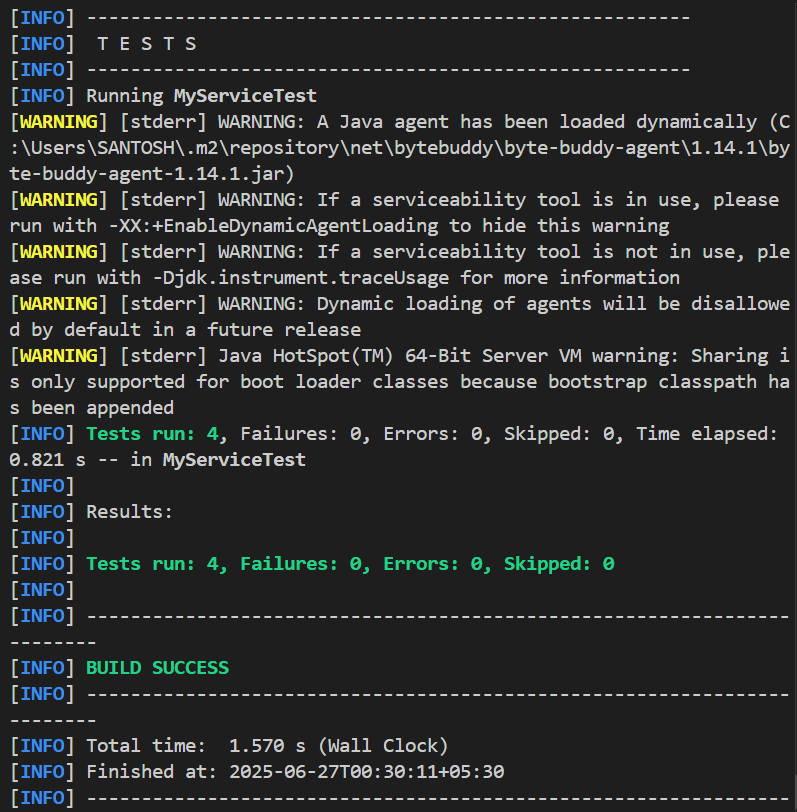 [INFO] -------------------------------------------------------
[INFO]  T E S T S
[INFO] -------------------------------------------------------
[INFO] Running MyServiceTest
[WARNING] [stderr] WARNING: A Java agent has been loaded dynamically (C
:\Users\SANTOSH\.m2\repository\net\bytebuddy\byte-buddy-agent\1.14.1\by
te-buddy-agent-1.14.1.jar)
[WARNING] [stderr] WARNING: If a serviceability tool is in use, please
run with -XX:+EnableDynamicAgentLoading to hide this warning
[WARNING] [stderr] WARNING: If a serviceability tool is not in use, ple
ase run with -Djdk.instrument.traceUsage for more information
[WARNING] [stderr] WARNING: Dynamic loading of agents will be disallowe
d by default in a future release
[WARNING] [stderr] Java HotSpot(TM) 64-Bit Server VM warning: Sharing i
s only supported for boot loader classes because bootstrap classpath ha
s been appended
[INFO] Tests run: 4, Failures: 0, Errors: 0, Skipped: 0, Time elapsed:
0.821 s -- in MyServiceTest
[INFO]
[INFO] Results:
[INFO]
[INFO] Tests run: 4, Failures: 0, Errors: 0, Skipped: 0
[INFO]
[INFO] ----------------------------------------------------------------
--------
[INFO] BUILD SUCCESS
[INFO] ----------------------------------------------------------------
--------
[INFO] Total time:  1.570 s (Wall Clock)
[INFO] Finished at: 2025-06-27T00:30:11+05:30
[INFO] ----------------------------------------------------------------